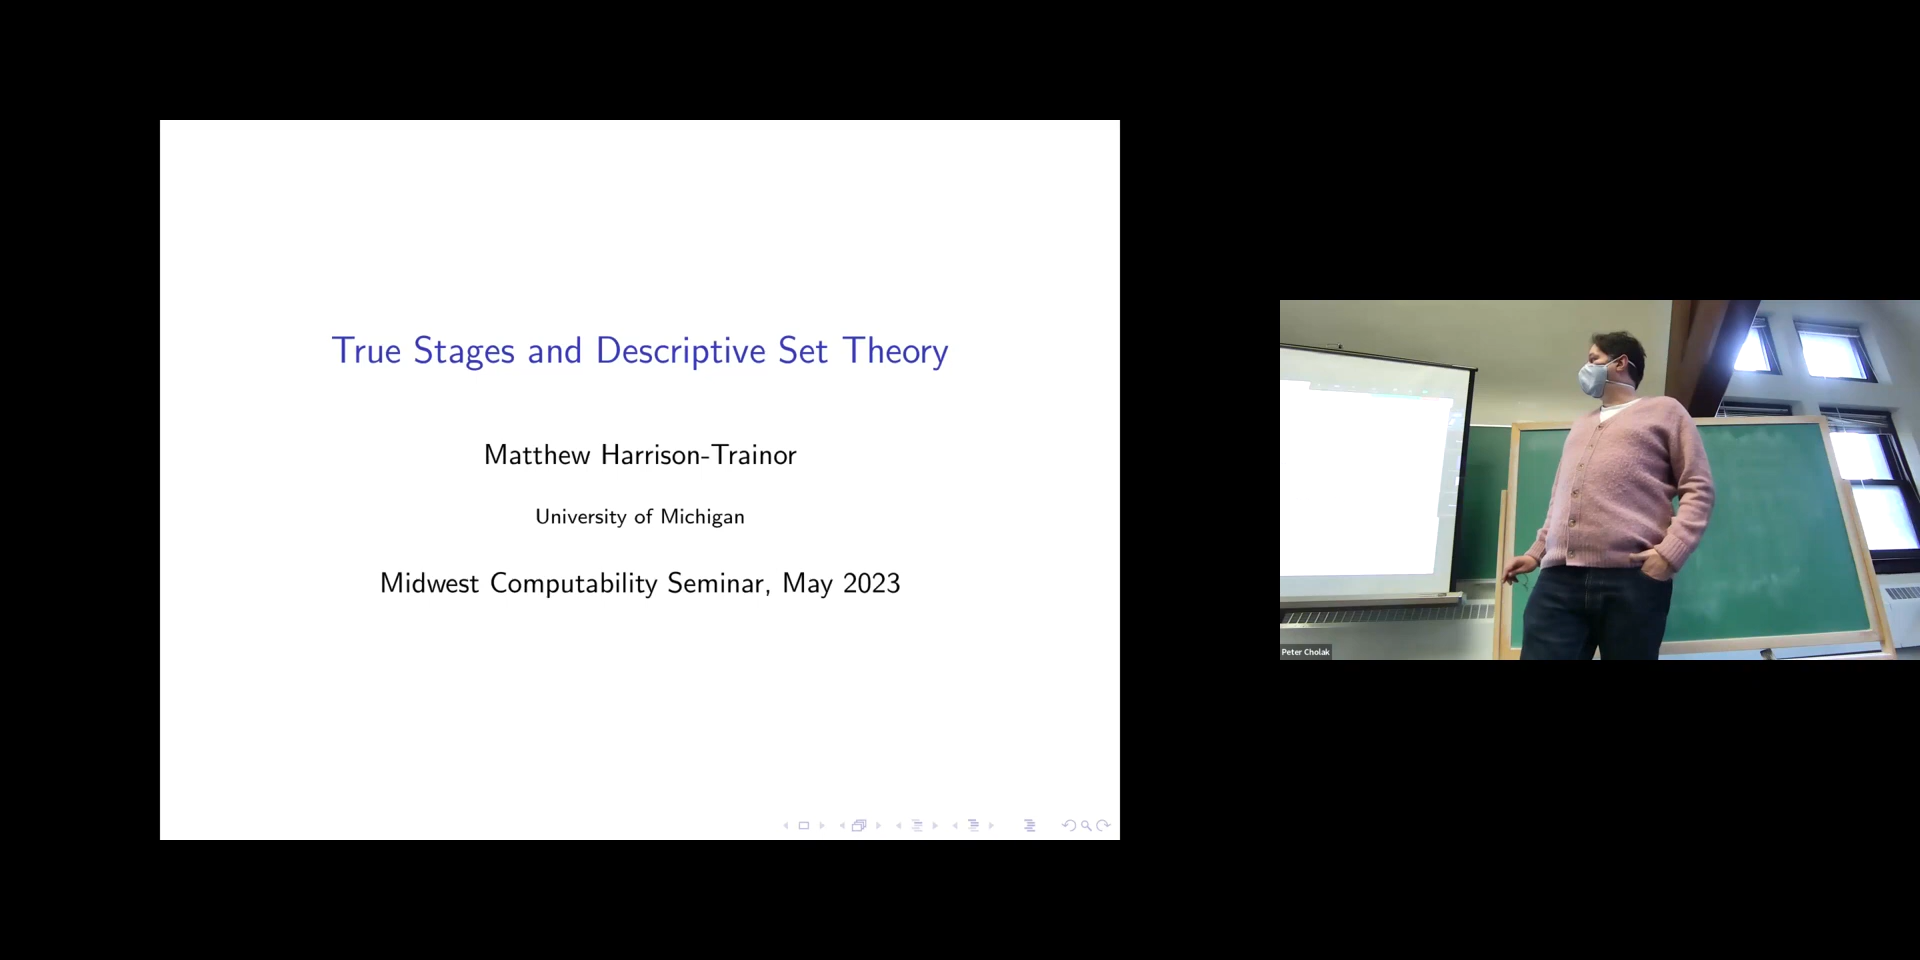 True Stages and Descriptive Set Theory
Matthew Harrison-Trainor
University of Michigan
Midwest Computability Seminar, May 2023
Peter Cholak